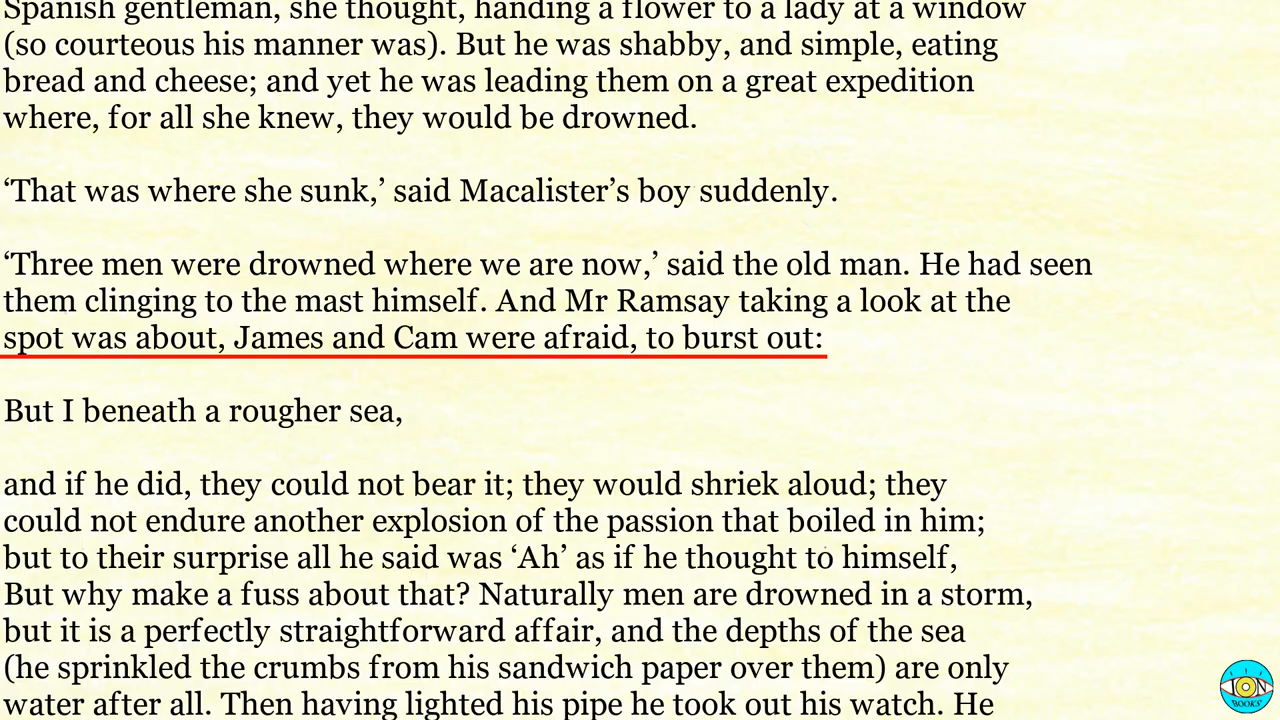 Spanish gentleman, she thought, handing a flower to a lady at a window
(so courteous his manner was). But he was shabby, and simple, eating
bread and cheese; and yet he was leading them on a great expedition
where, for all she knew, they would be drowned.
‘That was where she sunk,’ said Macalister’s boy suddenly.
‘Three men were drowned where we are now,’ said the old man. He had seen
them clinging to the mast himself. And Mr Ramsay taking a look at the
spot was about, James and Cam were afraid, to burst out:
But I beneath a rougher sea,
and if he did, they could not bear it; they would shriek aloud; they
could not endure another explosion of the passion that boiled in him;
but to their surprise all he said was ‘Ah’ as if he thought to himself,
But why make a fuss about that? Naturally men are drowned in a storm,
but it is a perfectly straightforward affair, and the depths of the sea
(he sprinkled the crumbs from his sandwich paper over them) are only
water after all. Then having lighted his pipe he took out his watch. He
ION
BOOKS